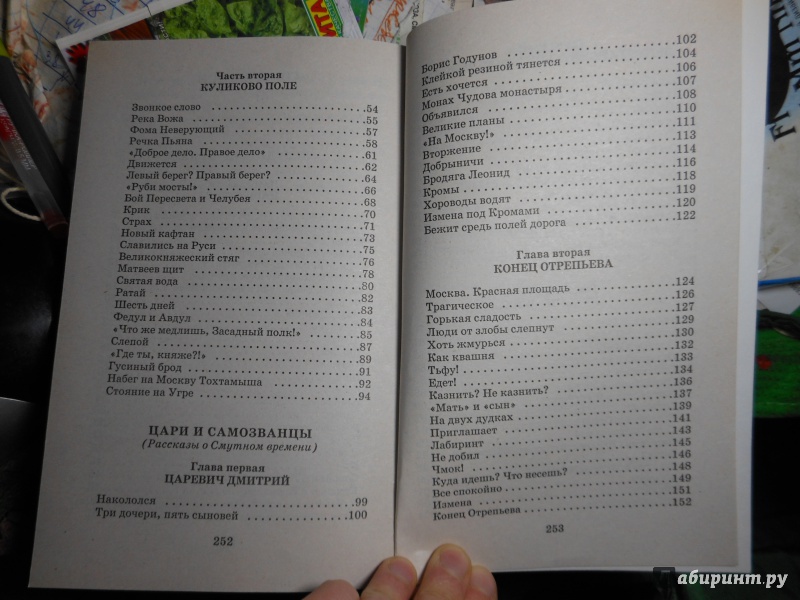 Часть вторая
КУЛИКОВО ПОЛЕ
Звонкое слово . . . 54
Река Вожа . . . 55
Фома Неверующий . . . 57
Речка Пьяна . . . 58
«Доброе дело. Правое дело» . . . 61
Движется . . . 62
Левый берег? Правый берег? . . . 64
«Руби мосты!» . . . 66
Бой Пересвета и Челубея . . . 68
Крик . . . 70
Страх . . . 71
Новый кафтан . . . 73
Славились на Руси . . . 75
Великокняжеский стяг . . . 76
Матвеев щит . . . 78
Святая вода . . . 80
Ратай . . . 82
Шесть дней . . . 83
Федул и Авдул . . . 84
«Что же медлишь, Засадный полк!» . . . 85
Слепой . . . 87
«Где ты, княже?!» . . . 89
Гусиный брод . . . 91
Набег на Москву Тохтамыша . . . 92
Стояние на Угре . . . 94
ЦАРИ И САМОЗВАНЦЫ
(Рассказы о Смутном времени)
Глава первая
ЦАРЕВИЧ ДМИТРИЙ
Накололся . . . 99
Три дочери, пять сыновей . . . 100
252
Борис Годунов . . . 102
Клейкой резиной тянется . . . 104
Есть хочется . . . 106
Монах Чудова монастыря . . . 107
Объявился . . . 108
Великие планы . . . 110
«На Москву!» . . . 111
Вторжение . . . 113
Добрыничи . . . 114
Бродяга Леонид . . . 116
Кромы . . . 118
Хороводы водят . . . 119
Измена под Кромами . . . 120
Бежит средь полей дорога . . . 122
Глава вторая
КОНЕЦ ОТРЕПЬЕВА
Москва. Красная площадь . . . 124
Трагическое . . . 126
Горькая сладость . . . 127
Люди от злобы слепнут . . . 129
Хоть жмурься . . . 130
Как квашня . . . 132
Тьфу! . . . 133
Едет! . . . 134
Казнить? Не казнить? . . . 136
«Мать» и «сын» . . . 137
На двух дудках . . . 139
Приглашает . . . 141
Лабиринт . . . 143
Не добил . . . 145
Чмок! . . . 146
Куда идешь? Что несешь? . . . 148
Все спокойно . . . 149
Измена . . . 151
Конец Отрепьева . . . 152
253
абиринт.ру